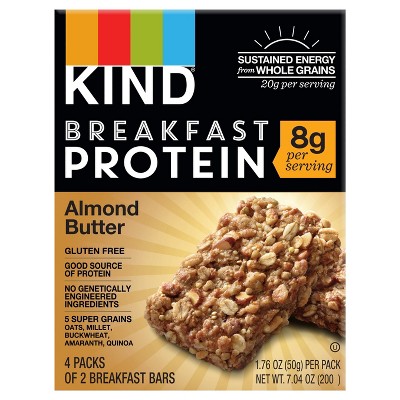 SUSTAINED ENERGY
from WHOLE GRAINS
20g per serving
KIND
BREAKFAST
PROTEIN
8g
per
serving
Almond
Butter
GLUTEN FREE
GOOD SOURCE
OF PROTEIN
NO GENETICALLY
ENGINEERED
INGREDIENTS
5 SUPER GRAINS
OATS, MILLET,
BUCKWHEAT,
AMARANTH, QUINOA
4 PACKS
OF 2 BREAKFAST BARS
U
1.76 OZ (50g) PER PACK
NET WT. 7.04 OZ (200 )